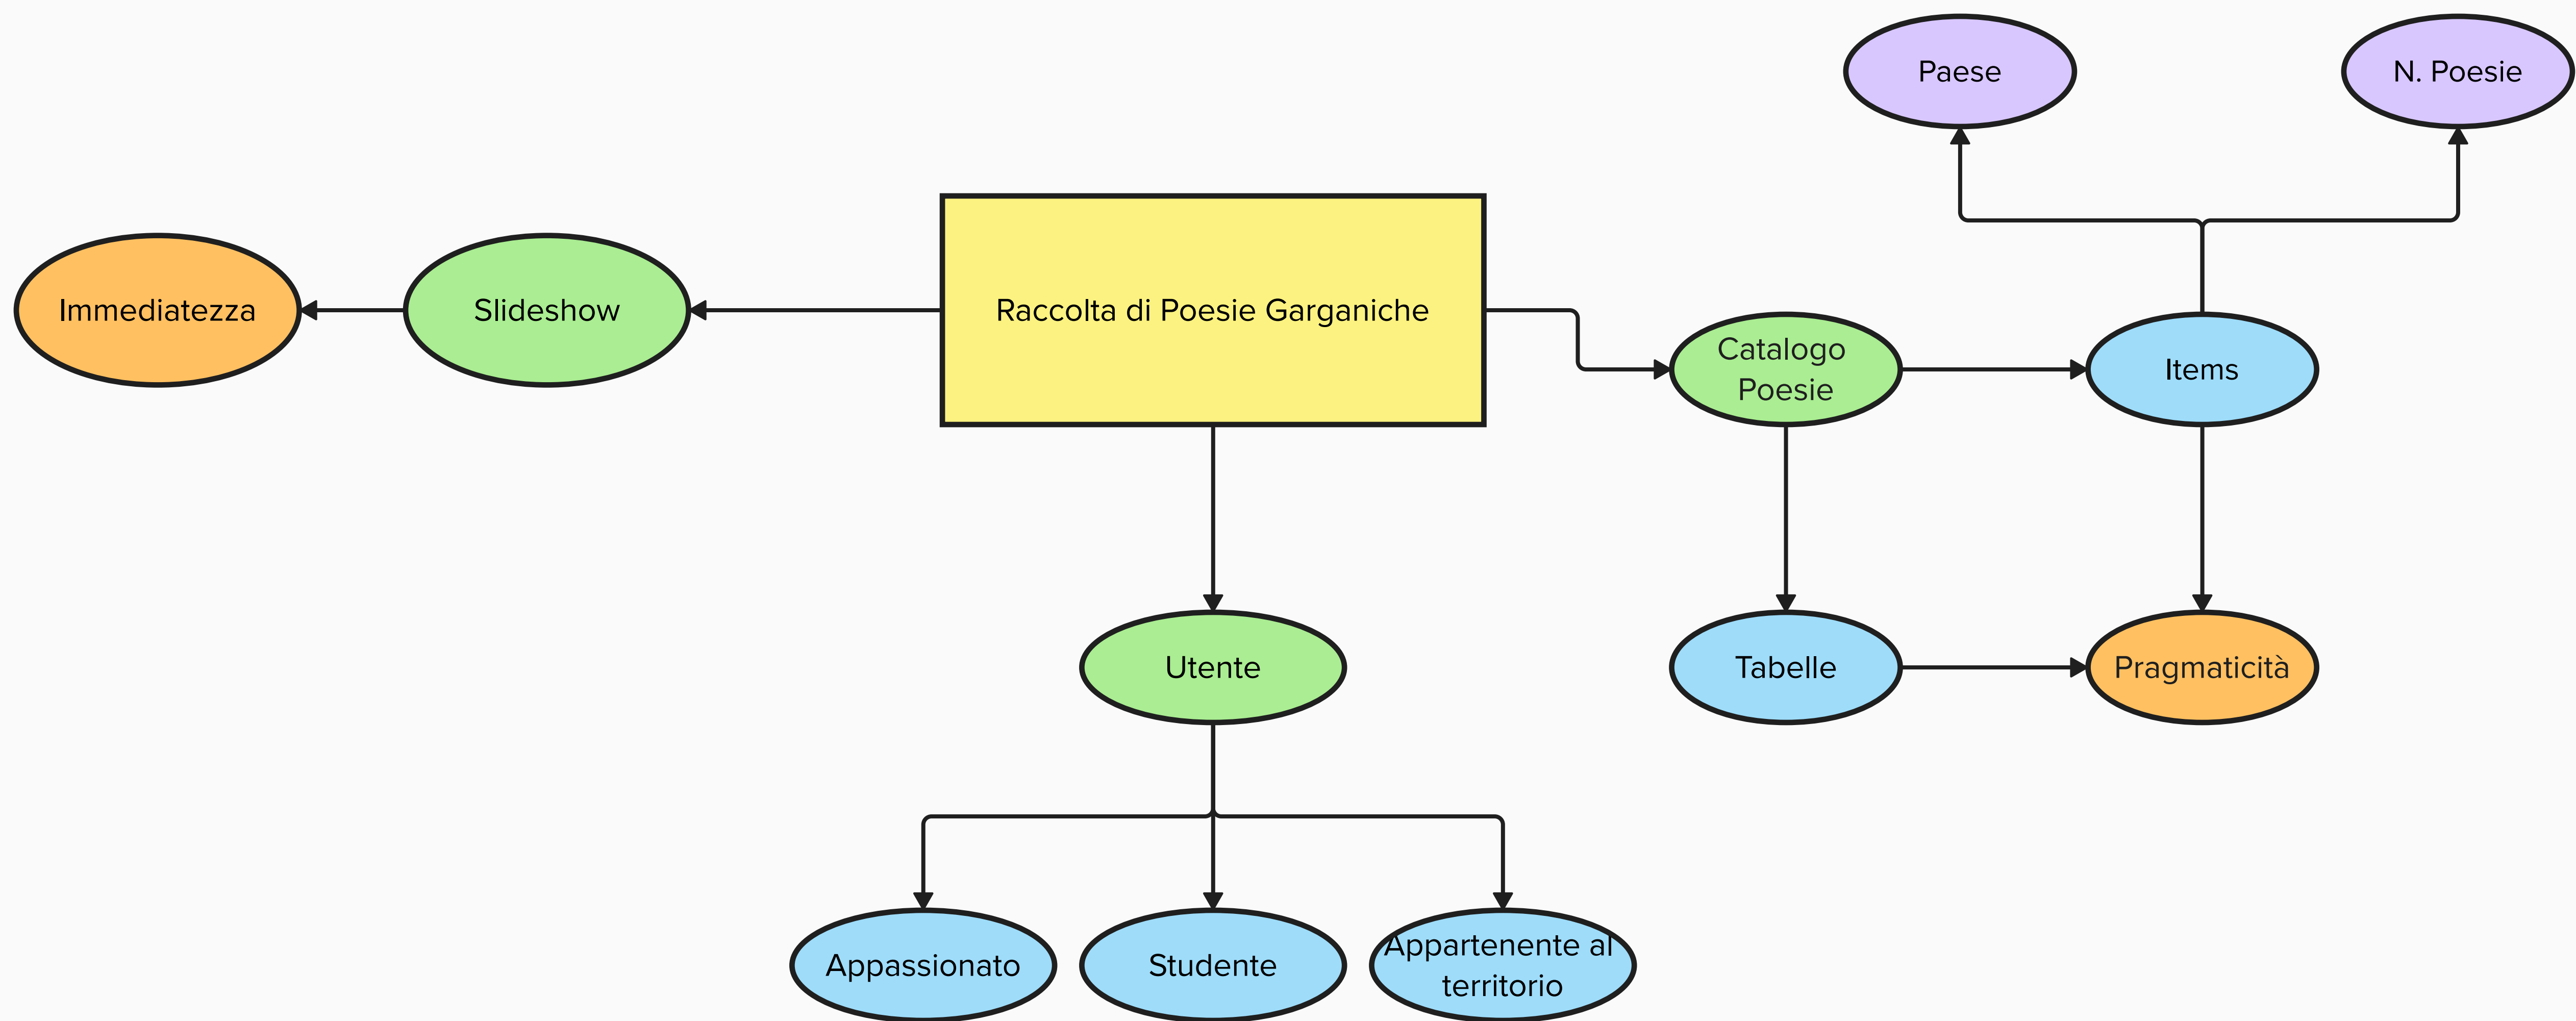 Paese
N. Poesie
Immediatezza
Slideshow
Raccolta di Poesie Garganiche
Catalogo
Poesie
Items
Utente
Tabelle
Pragmaticità
Appassionato
Studente
Appartenente al
territorio